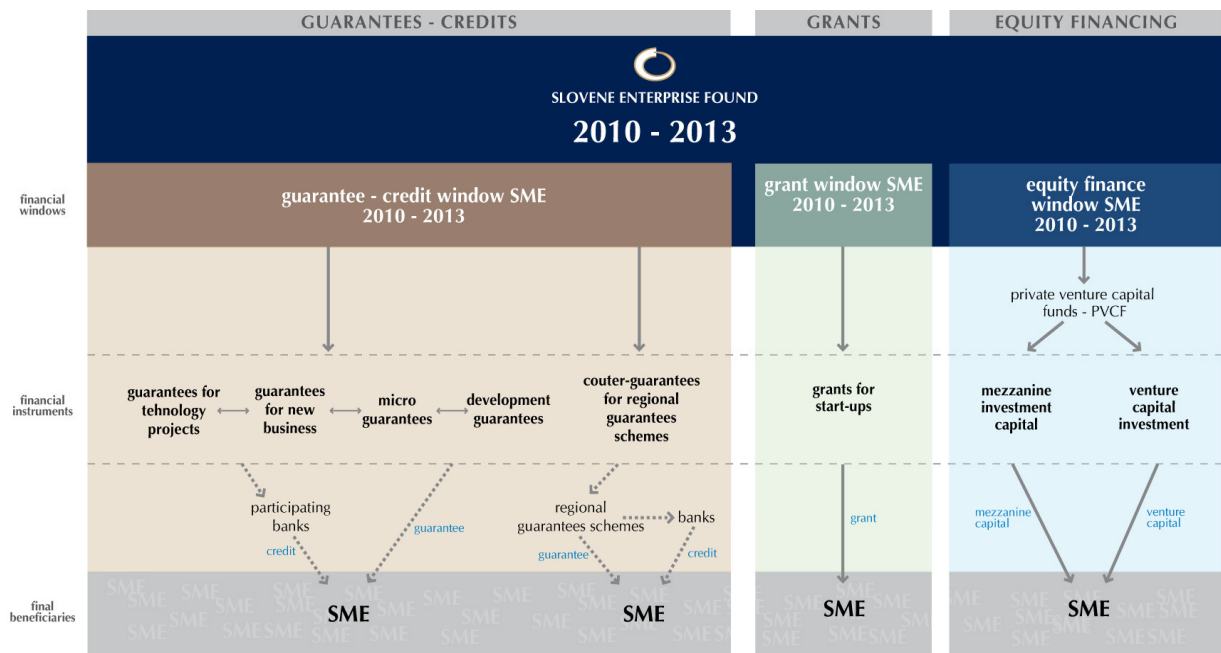 GUARANTEES - CREDITS
GRANTS
EQUITY FINANCING
SLOVENE ENTERPRISE FOUND
2010 - 2013
financial
windows
guarantee - credit window SME
2010 - 2013
grant window SME
2010 - 2013
equity finance
window SME
2010 - 2013
private venture capital
funds - PVCF
financial
instruments
guarantees for
tehnology
projects
guarantees
for new
business
micro
guarantees
development
guarantees
couter-guarantees
for regional
guarantees
schemes
grants for
start-ups
mezzanine
investment
capital
venture
capital
investment
participating
banks
credit
guarantee
regional
guarantees schemes
banks
guarantee
credit
grant
mezzanine
capital
venture
capital
final
beneficiaries
SME
SME
SME
SME